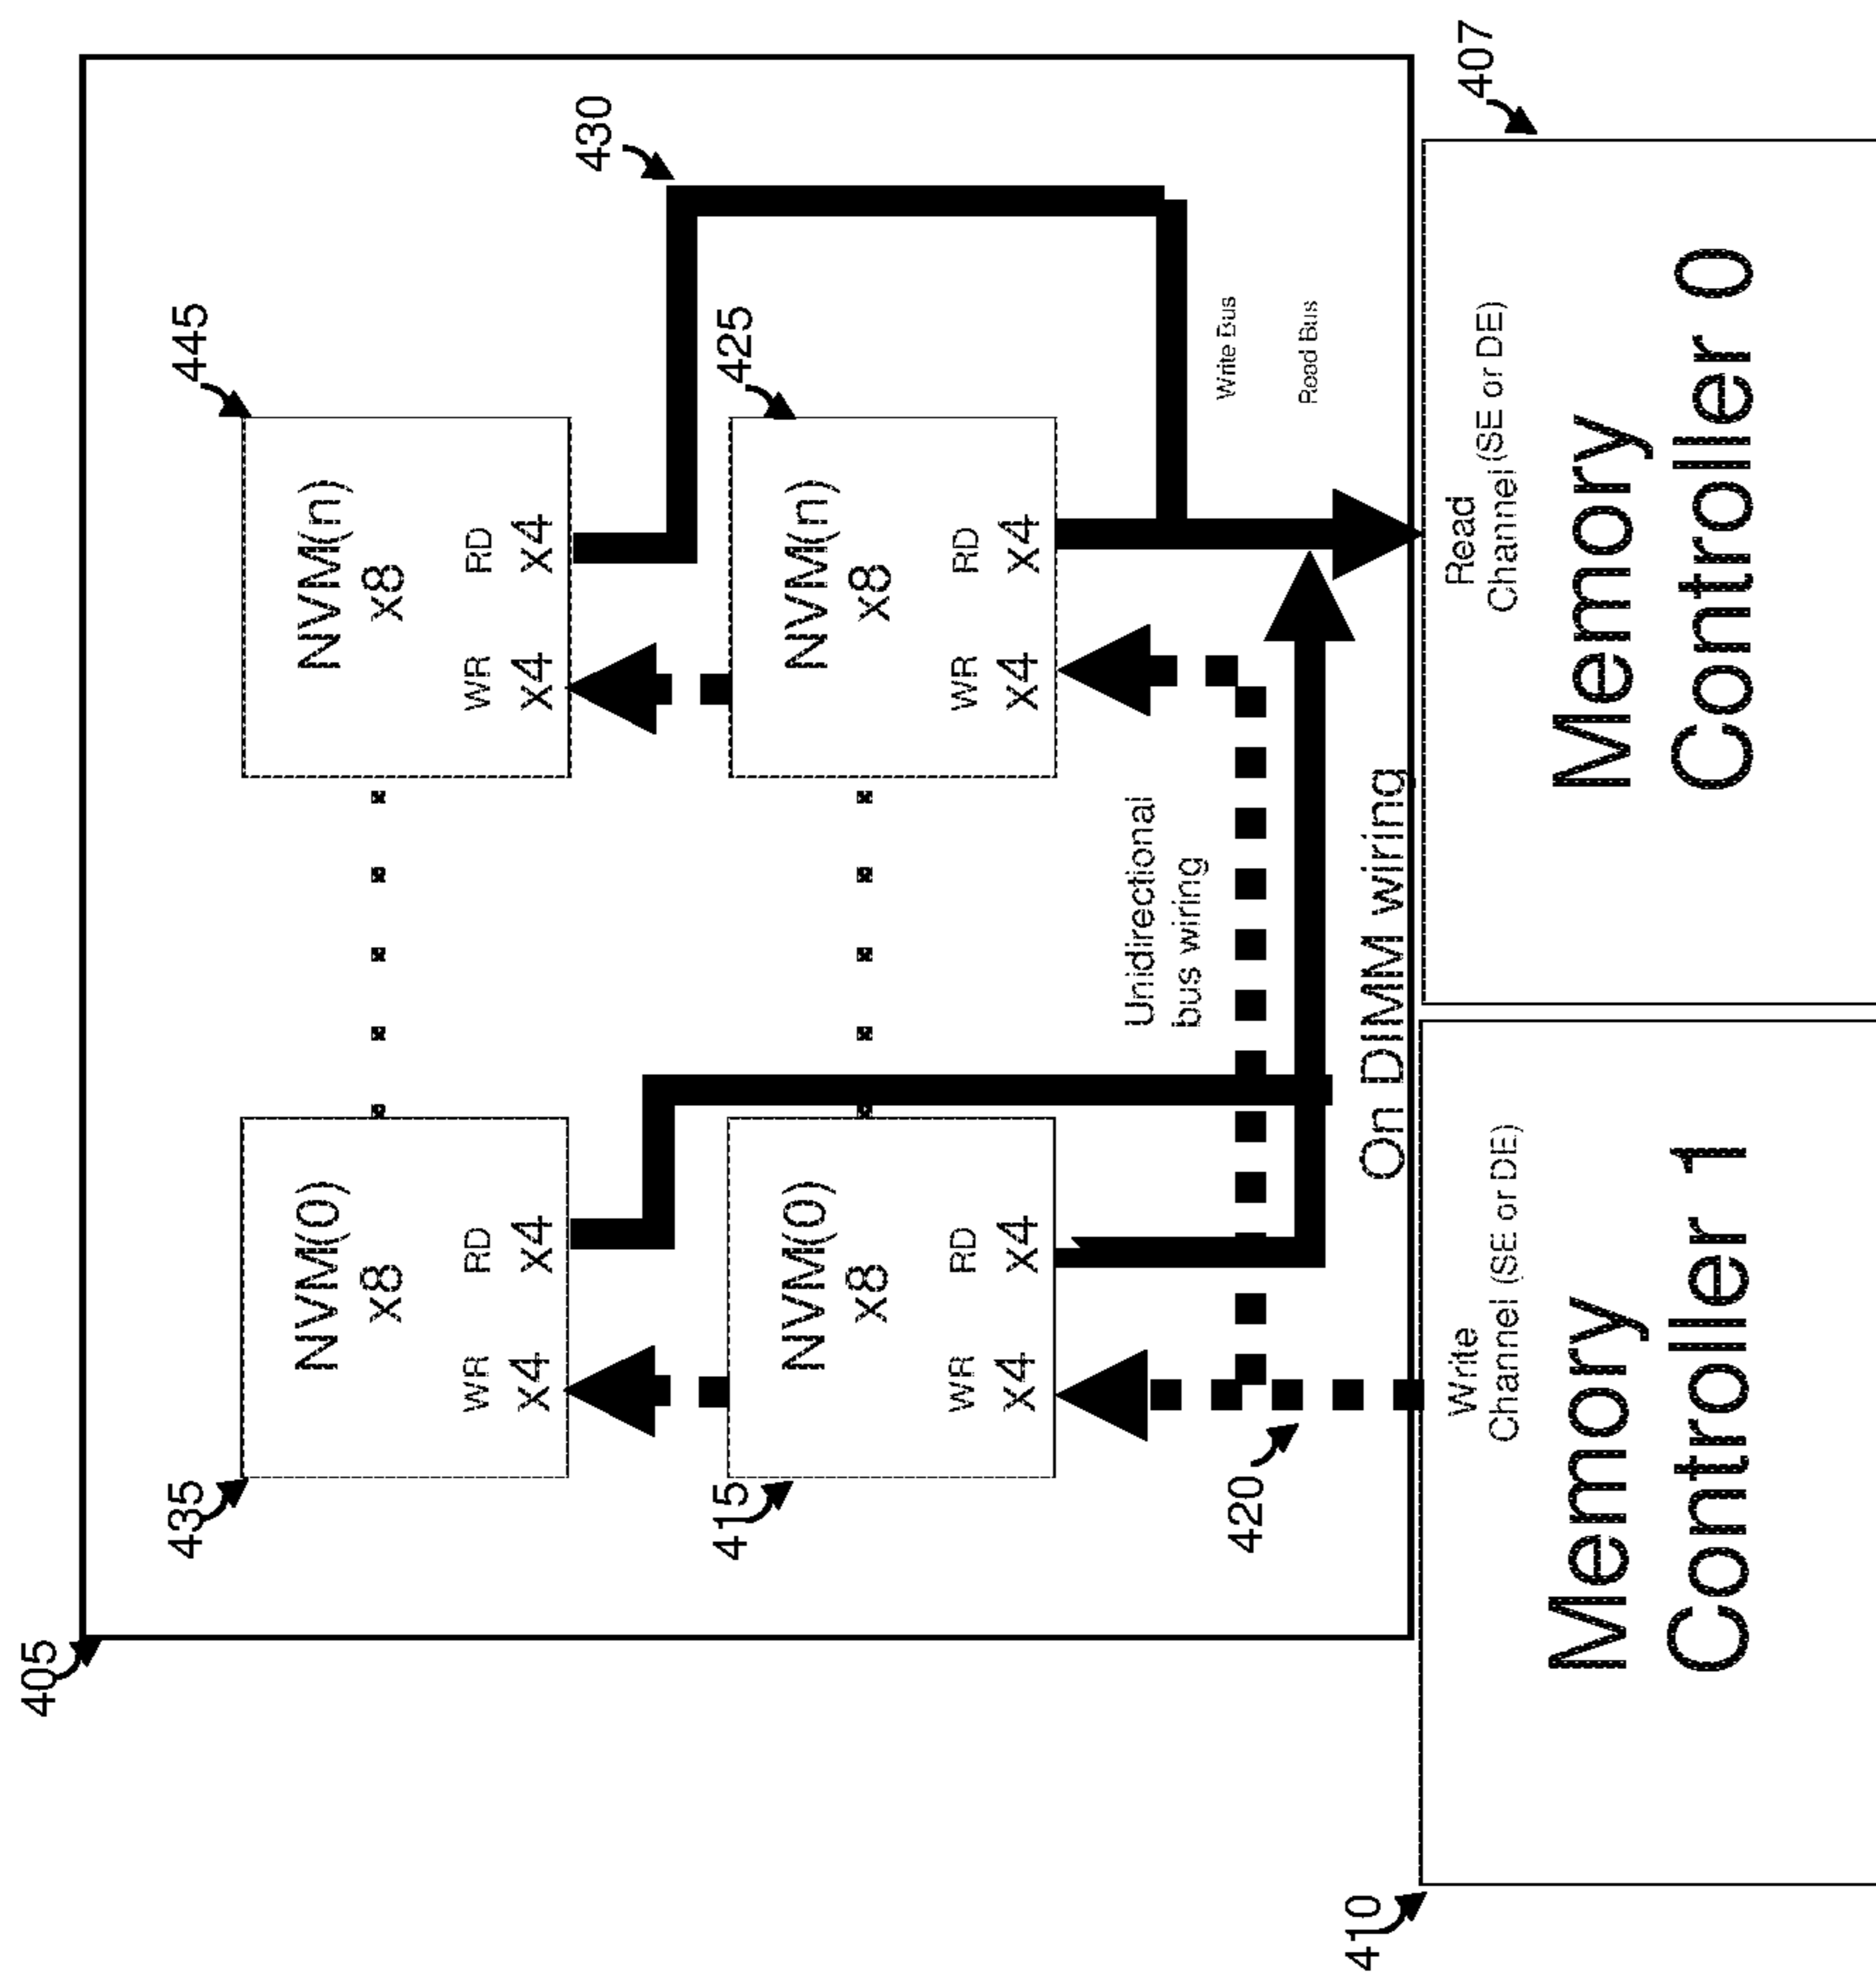 405
435
445
NVM(0)
x8
WR
RD
x4
x4
NVM(n)
x8
WR
RD
x4
x4
430
415
425
NVM(0)
x8
WR
RD
x4
x4
NVM(n)
x8
WR
RD
x4
x4
420
Unidirectional
bus wiring
Write Bus
Read Bus
On DIMM wiring
410
407
Write
Channel (SE or DE)
Memory
Controller 1
Read
Channel (SE or DE)
Memory
Controller 0